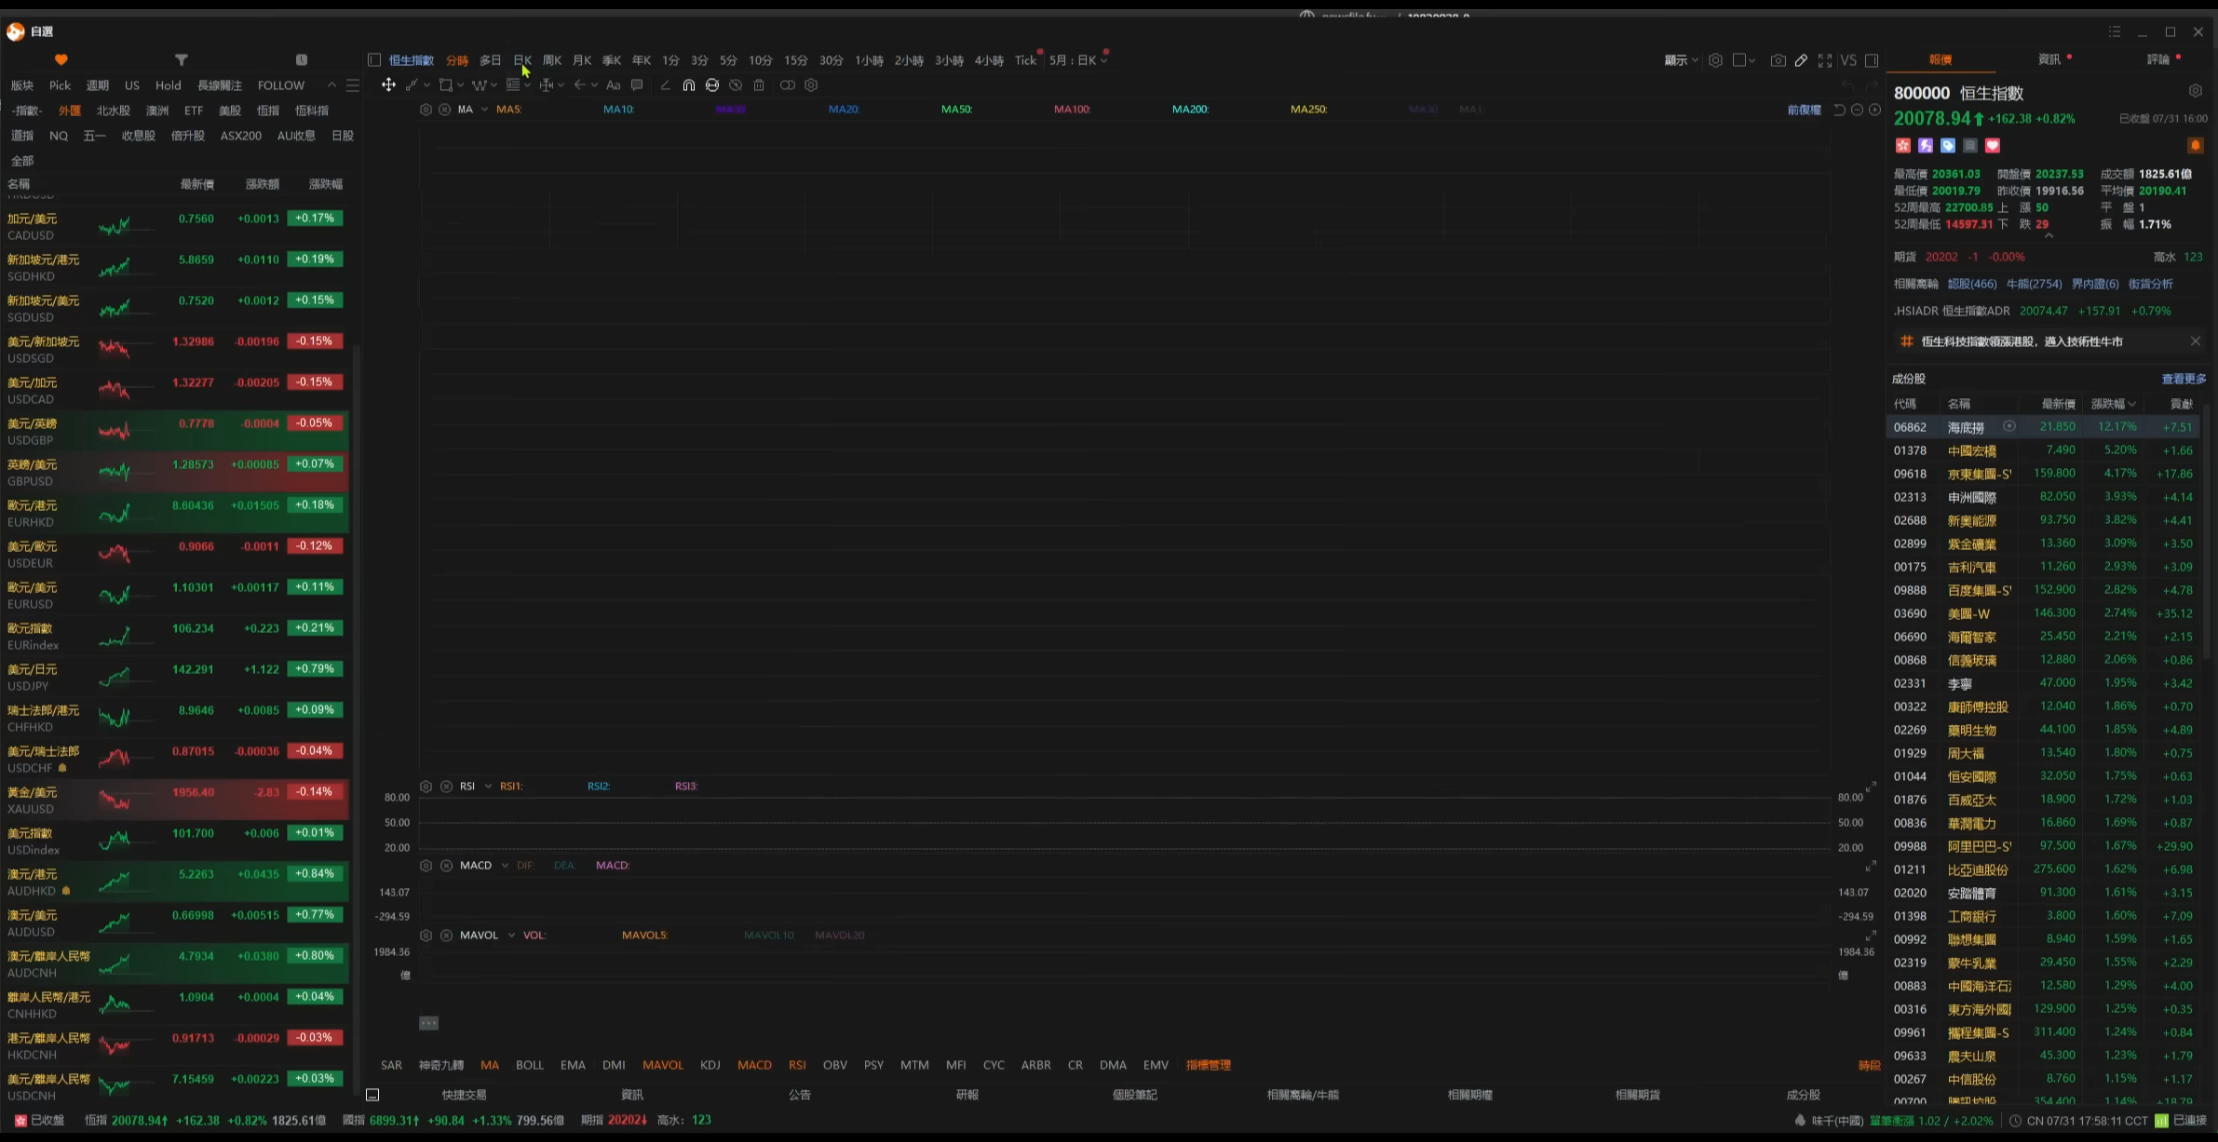 自選
恒生指數 分時 多日 日K 周K 月K 季K 年K 1分 3分 5分 10分 15分 30分 1小時 2小時 3小時 4小時 Tick 5月：日K 顯示 VS 報價 資訊 評論
版块 Pick 週期 US Hold 長線關注 FOLLOW
-指數- 外匯 北水股 澳洲 ETF 美股 恒指 恒科指
道指 NQ 五一 收息股 倍升股 ASX200 AU收息 日股
全部
名稱 最新價 漲跌額 漲跌幅
加元/美元 0.7560 +0.0013 +0.17%
CADUSD
新加坡元/港元 5.8659 +0.0110 +0.19%
SGDHKD
新加坡元/美元 0.7520 +0.0012 +0.15%
SGDUSD
美元/新加坡元 1.32986 -0.00196 -0.15%
USDSGD
美元/加元 1.32277 -0.00205 -0.15%
USDCAD
美元/英鎊 0.7778 -0.0004 -0.05%
USDGBP
英鎊/美元 1.28573 +0.00085 +0.07%
GBPUSD
歐元/港元 8.60436 +0.01505 +0.18%
EURHKD
美元/歐元 0.9066 -0.0011 -0.12%
USDEUR
歐元/美元 1.10301 +0.00117 +0.11%
EURUSD
歐元指數 106.234 +0.223 +0.21%
EURindex
美元/日元 142.291 +1.122 +0.79%
USDJPY
瑞士法郎/港元 8.9646 +0.0085 +0.09%
CHFHKD
美元/瑞士法郎 0.87015 -0.00036 -0.04%
USDCHF
黃金/美元 1956.40 -2.83 -0.14%
XAUUSD
美元指數 101.700 +0.006 +0.01%
USDindex
澳元/港元 5.2263 +0.0435 +0.84%
AUDHKD
澳元/美元 0.66998 +0.00515 +0.77%
AUDUSD
澳元/離岸人民幣 4.7934 +0.0380 +0.80%
AUDCNH
離岸人民幣/港元 1.0904 +0.0004 +0.04%
CNHHKD
港元/離岸人民幣 0.91713 -0.00029 -0.03%
HKDCNH
美元/離岸人民幣 7.15459 +0.00223 +0.03%
USDCNH
MA MA5: MA10: MA20: MA50: MA100: MA200: MA250: 前復權
RSI RSI1: RSI2: RSI3:
80.00 80.00
50.00 50.00
20.00 20.00
MACD DIF: DEA: MACD:
143.07 143.07
-294.59 -294.59
MAVOL VOL: MAVOL5: MAVOL10: MAVOL20:
1984.36 1984.36
億 億
SAR 神奇九轉 MA BOLL EMA DMI MAVOL KDJ MACD RSI OBV PSY MTM MFI CYC ARBR CR DMA EMV 指標管理 時段
快捷交易 資訊 公告 研報 個股筆記 相關窩輪/牛熊 相關期權 相關期貨 成分股
800000 恒生指數
20078.94 +162.38 +0.82% 已收盤 07/31 16:00
最高價 20361.03 開盤價 20237.53 成交額 1825.61億
最低價 20019.79 昨收價 19916.56 平均價 20190.41
52周最高 22700.85 上漲 50 平盤 1
52周最低 14597.31 下跌 29 振幅 1.71%
期貨 20202 -1 -0.00% 高水 123
相關窩輪 認股(466) 牛熊(2754) 界內證(6) 街貨分析
.HSIADR 恒生指數ADR 20074.47 +157.91 +0.79%
恒生科技指數領漲港股，邁入技術性牛市
成份股 查看更多
代碼 名稱 最新價 漲跌幅 貢獻
06862 海底撈 21.850 12.17% +7.51
01378 中國宏橋 7.490 5.20% +1.66
09618 京東集團-S 159.800 4.17% +17.86
02313 申洲國際 82.050 3.93% +4.14
02688 新奧能源 93.750 3.82% +4.41
02899 紫金礦業 13.360 3.09% +3.50
00175 吉利汽車 11.260 2.93% +3.09
09888 百度集團-S 152.900 2.82% +4.78
03690 美團-W 146.300 2.74% +35.12
06690 海爾智家 25.450 2.21% +2.15
00868 信義玻璃 12.880 2.06% +0.86
02331 李寧 47.000 1.95% +3.42
00322 康師傅控股 12.040 1.86% +0.70
02269 藥明生物 44.100 1.85% +4.89
01929 周大福 13.540 1.80% +0.75
01044 恒安國際 32.050 1.75% +0.63
01876 百威亞太 18.900 1.72% +1.03
00836 華潤電力 16.860 1.69% +0.87
09988 阿里巴巴-S 97.500 1.67% +29.90
01211 比亞迪股份 275.600 1.62% +6.98
02020 安踏體育 91.300 1.61% +3.15
01398 工商銀行 3.800 1.60% +7.09
00992 聯想集團 8.940 1.59% +1.65
02319 蒙牛乳業 29.450 1.55% +2.29
00883 中國海洋石 12.580 1.29% +4.00
00316 東方海外國 129.900 1.25% +0.35
09961 攜程集團-S 311.400 1.24% +0.84
09633 農夫山泉 45.300 1.23% +1.79
00267 中信股份 8.760 1.15% +1.17
00700 騰訊控股 354.400 1.14% +18.79
已收盤 恒指 20078.94 +162.38 +0.82% 1825.61億 國指 6899.31 +90.84 +1.33% 799.56億 期指 20202 高水: 123 味千(中國) 單筆衝漲 1.02 / +2.02% CN 07/31 17:58:11 CCT 已連接